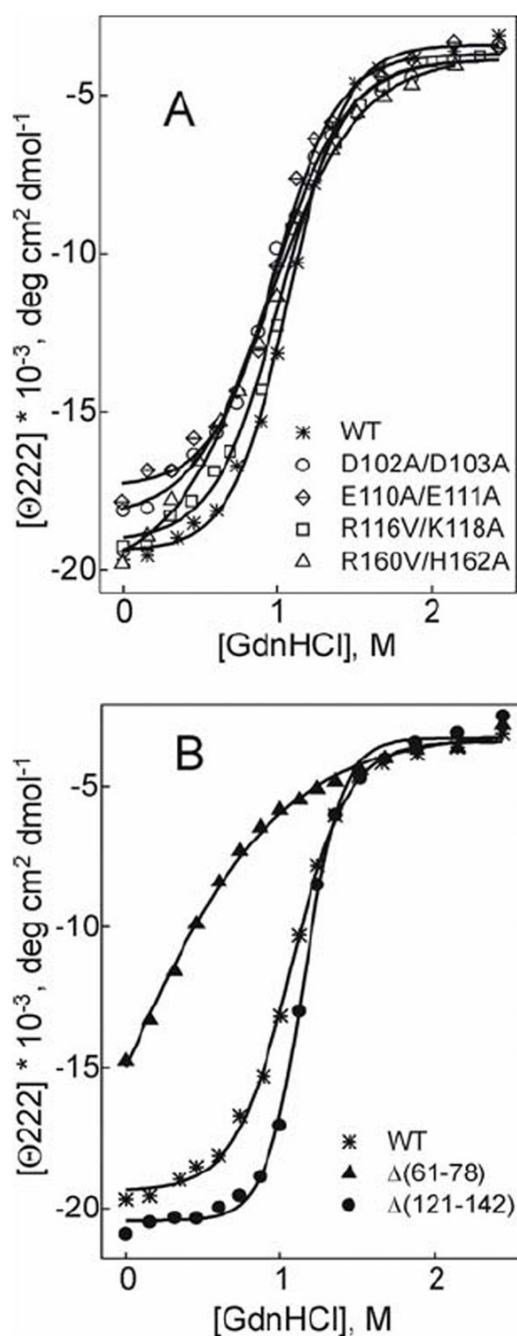 A
[Θ222] * 10⁻³, deg cm² dmol⁻¹
-5
-10
-15
-20
WT
D102A/D103A
E110A/E111A
R116V/K118A
R160V/H162A
0
1
2
[GdnHCl], M
B
[Θ222] * 10⁻³, deg cm² dmol⁻¹
-5
-10
-15
-20
WT
Δ(61-78)
Δ(121-142)
0
1
2
[GdnHCl], M